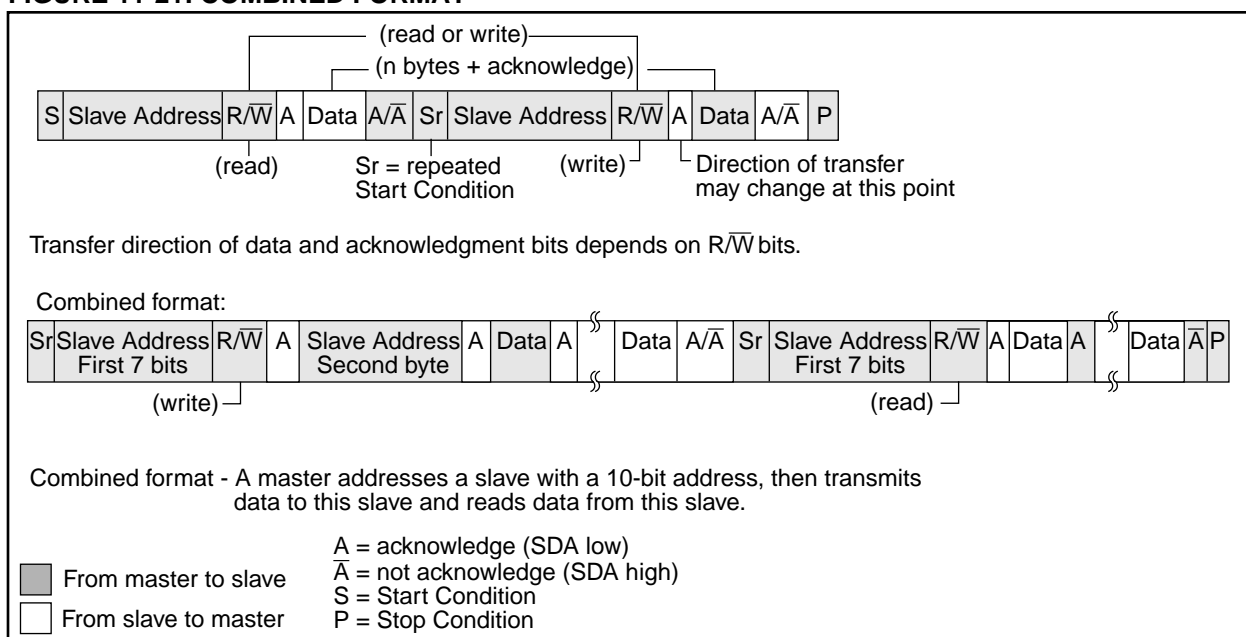 (read or write)
(n bytes + acknowledge)
S Slave Address R/W̅ A Data A/A̅ Sr Slave Address R/W̅ A Data A/A̅ P
(read) Sr = repeated (write) Direction of transfer
Start Condition may change at this point
Transfer direction of data and acknowledgment bits depends on R/W̅ bits.
Combined format:
Sr Slave Address R/W̅ A Slave Address A Data A Data A/A̅ Sr Slave Address R/W̅ A Data A Data A̅ P
First 7 bits Second byte First 7 bits
(write) (read)
Combined format - A master addresses a slave with a 10-bit address, then transmits
data to this slave and reads data from this slave.
A = acknowledge (SDA low)
A̅ = not acknowledge (SDA high)
From master to slave
S = Start Condition
From slave to master
P = Stop Condition